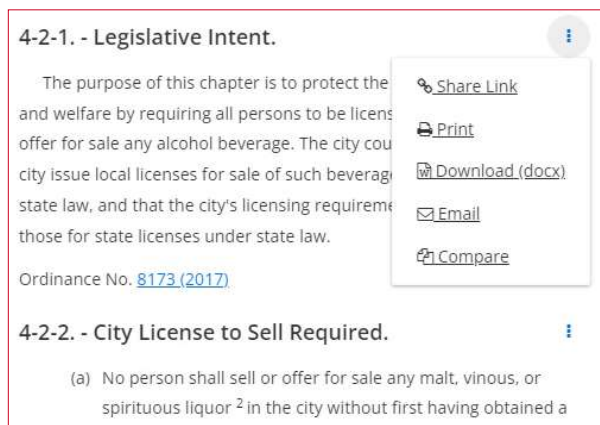 4-2-1. - Legislative Intent.
The purpose of this chapter is to protect the
and welfare by requiring all persons to be licens
offer for sale any alcohol beverage. The city cou
city issue local licenses for sale of such beverag
state law, and that the city's licensing requireme
those for state licenses under state law.
Ordinance No. 8173 (2017)
Share Link
Print
Download (docx)
Email
Compare
4-2-2. - City License to Sell Required.
(a) No person shall sell or offer for sale any malt, vinous, or
spirituous liquor 2 in the city without first having obtained a